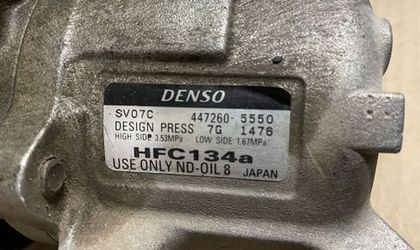 DENSO
SV07C 447260-5550
DESIGN PRESS 7G 1476
HIGH SIDE 3.53MPa LOW SIDE 1.67MPa
HFC134a
USE ONLY ND-OIL 8 JAPAN